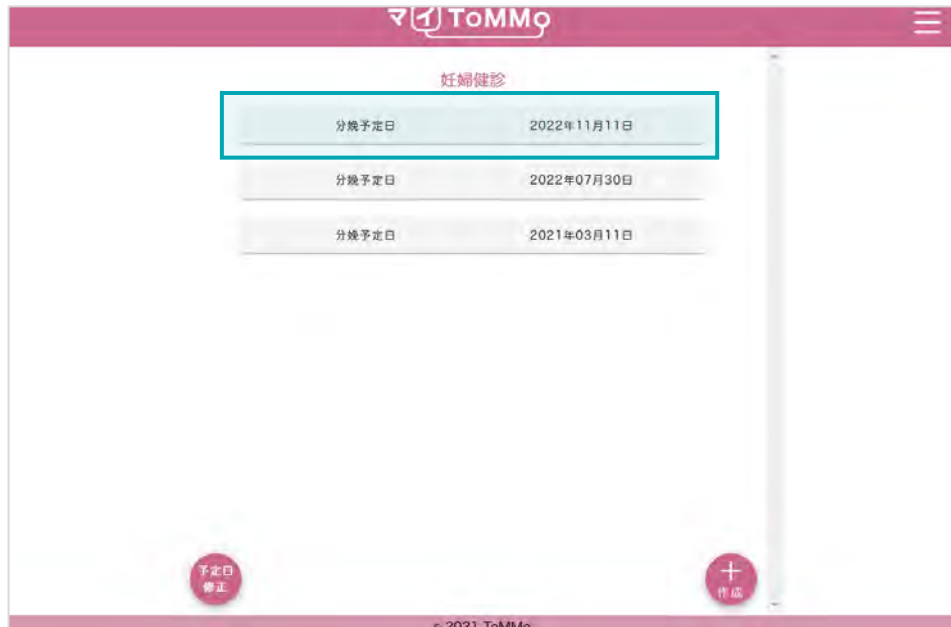 マイToMMo
妊婦健診
分娩予定日 2022年11月11日
分娩予定日 2022年07月30日
分娩予定日 2021年03月11日
予定日
修正
作成
2021 ToMMo